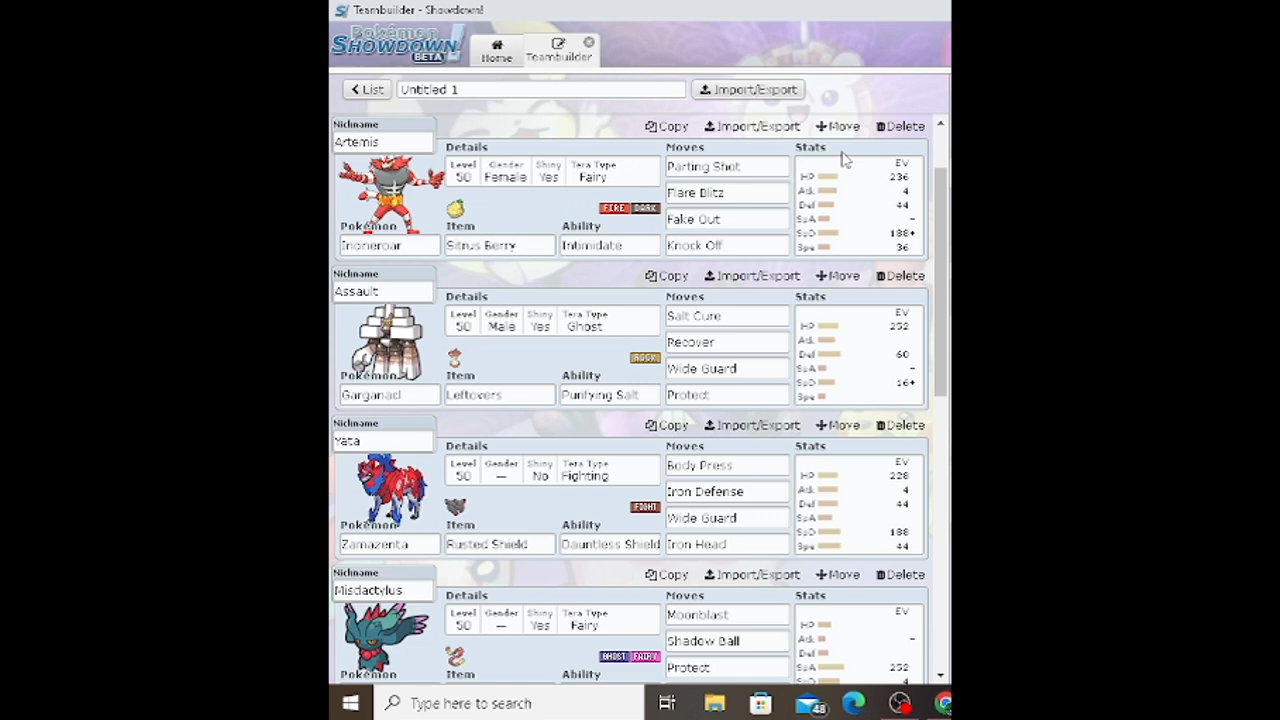 Teambuilder - Showdown!
Pokémon
SHOWDOWN!
BETA
Home
Teambuilder
List
Untitled 1
Import/Export
Nickname
Artemis
Copy Import/Export Move Delete
Details
Level Gender Shiny Tera Type
50 Female Yes Fairy
FIRE DARK
Pokémon Item Ability
Incineroar Sitrus Berry Intimidate
Moves
Parting Shot
Flare Blitz
Fake Out
Knock Off
Stats
EV
HP 236
Atk 4
Def 44
SpA -
SpD 188+
Spe 36
Nickname
Assault
Copy Import/Export Move Delete
Details
Level Gender Shiny Tera Type
50 Male Yes Ghost
ROCK
Pokémon Item Ability
Garganacl Leftovers Purifying Salt
Moves
Salt Cure
Recover
Wide Guard
Protect
Stats
EV
HP 252
Atk
Def 60
SpA -
SpD 16+
Spe
Nickname
Yata
Copy Import/Export Move Delete
Details
Level Gender Shiny Tera Type
50 — No Fighting
FIGHT
Pokémon Item Ability
Zamazenta Rusted Shield Dauntless Shield
Moves
Body Press
Iron Defense
Wide Guard
Iron Head
Stats
EV
HP 228
Atk 4
Def 44
SpA
SpD 188
Spe 44
Nickname
Misdactylus
Copy Import/Export Move Delete
Details
Level Gender Shiny Tera Type
50 — Yes Fairy
GHOST FAIRY
Pokémon Item Ability
Moves
Moonblast
Shadow Ball
Protect
Stats
EV
HP
Atk -
Def
SpA 252
SpD 4
Type here to search
48